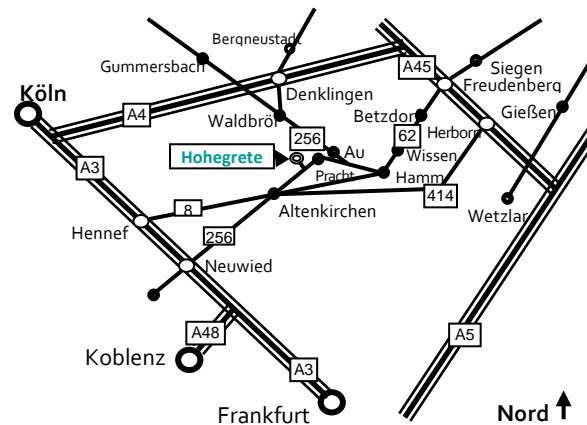 Bergneustadt
Gummersbach
Siegen
A45
Freudenberg
Köln
Denklingen
Gießen
A4
Betzdorf
Waldbröl
256
62
Herborn
Hohegrete
Au
Wissen
A3
Pracht
Hamm
8
Altenkirchen
414
Wetzlar
Hennef
256
Neuwied
A48
A5
Koblenz
A3
Frankfurt
Nord